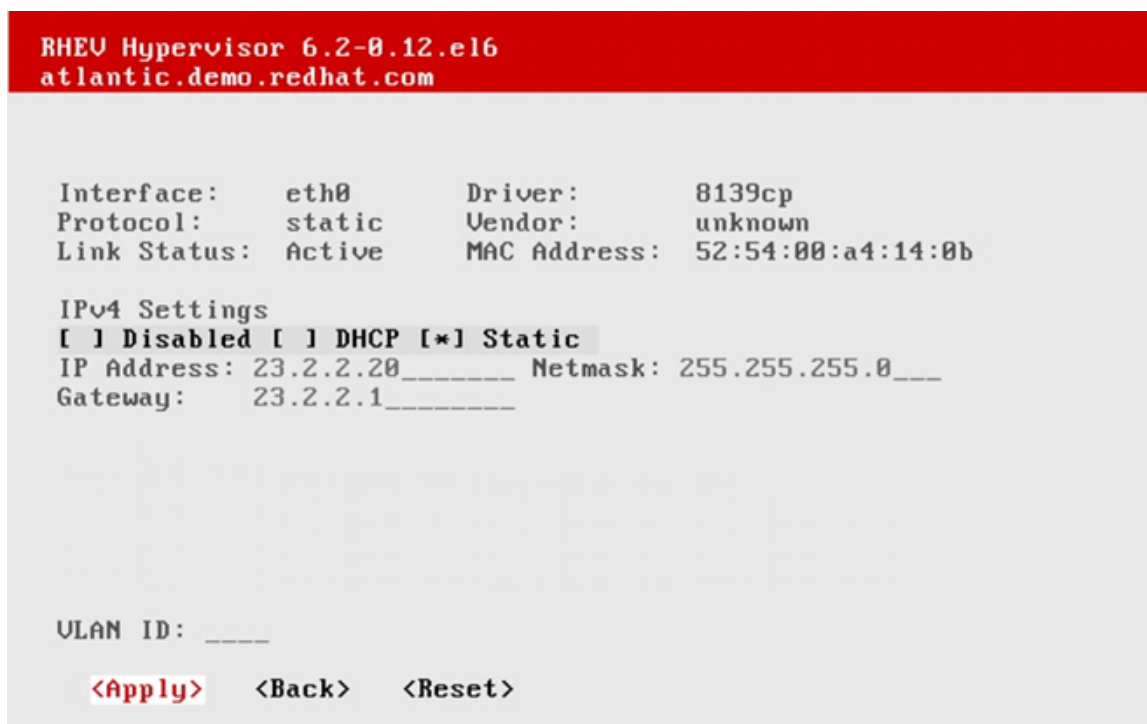 RHEV Hypervisor 6.2-0.12.el6
atlantic.demo.redhat.com
Interface: eth0 Driver: 8139cp
Protocol: static Vendor: unknown
Link Status: Active MAC Address: 52:54:00:a4:14:0b
IPv4 Settings
[ ] Disabled [ ] DHCP [*] Static
IP Address: 23.2.2.20_______ Netmask: 255.255.255.0___
Gateway: 23.2.2.1________
VLAN ID: ____
<Apply> <Back> <Reset>